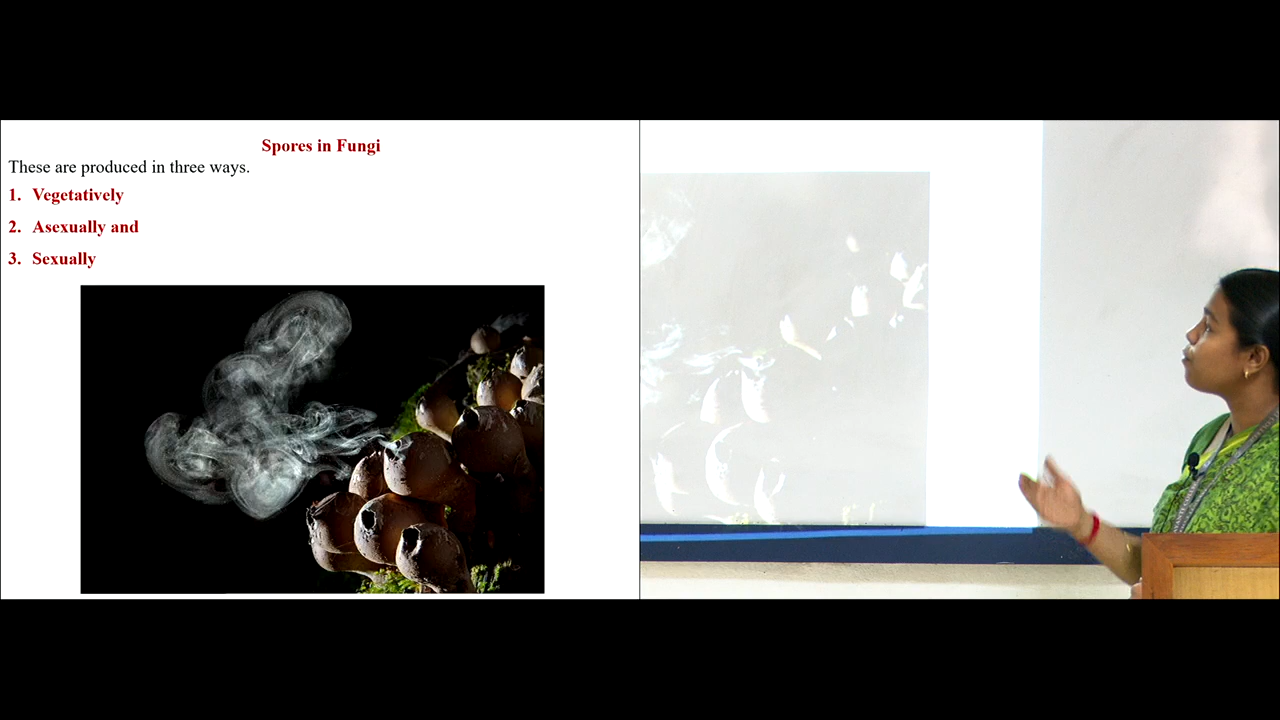 Spores in Fungi
These are produced in three ways.
1. Vegetatively
2. Asexually and
3. Sexually